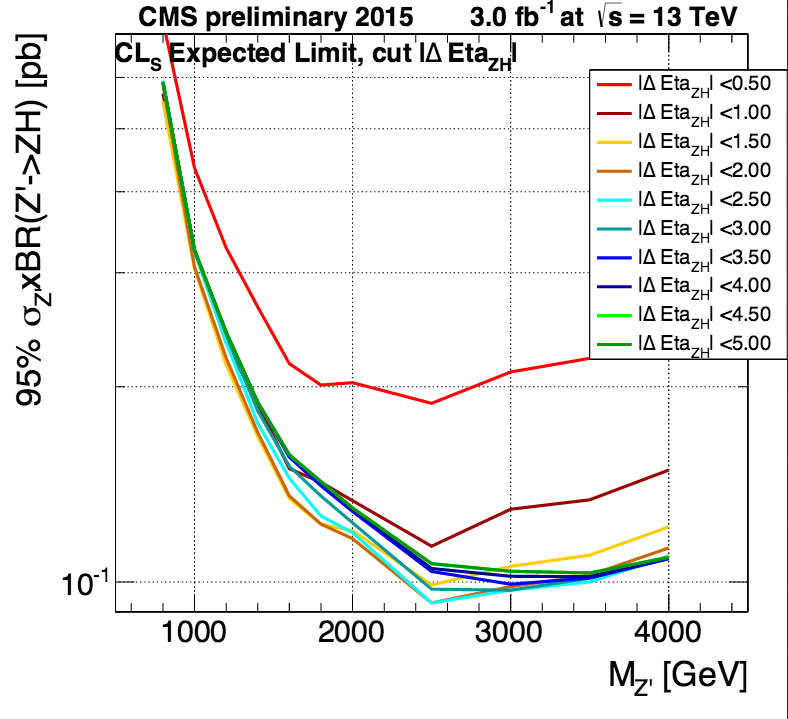 CMS preliminary 2015 3.0 fb-1 at √s = 13 TeV
CLS Expected Limit, cut |Δ EtaZH|
|Δ EtaZH| <0.50
|Δ EtaZH| <1.00
|Δ EtaZH| <1.50
|Δ EtaZH| <2.00
|Δ EtaZH| <2.50
|Δ EtaZH| <3.00
|Δ EtaZH| <3.50
|Δ EtaZH| <4.00
|Δ EtaZH| <4.50
|Δ EtaZH| <5.00
95% σZxBR(Z'->ZH) [pb]
10-1
1000 2000 3000 4000
MZ' [GeV]